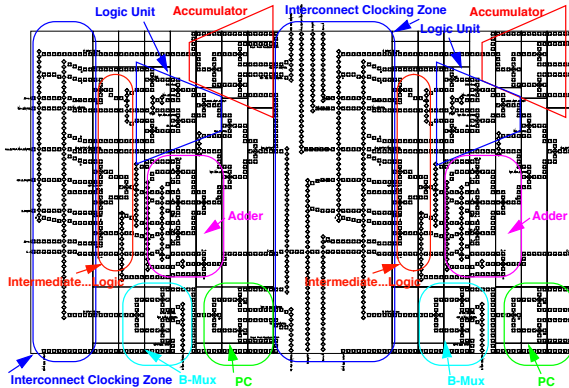 Accumulator
Interconnect Clocking Zone
Accumulator
Logic Unit
Logic Unit
Adder
Adder
Intermediate...Logic
Intermediate...Logic
Interconnect Clocking Zone
B-Mux
PC
B-Mux
PC